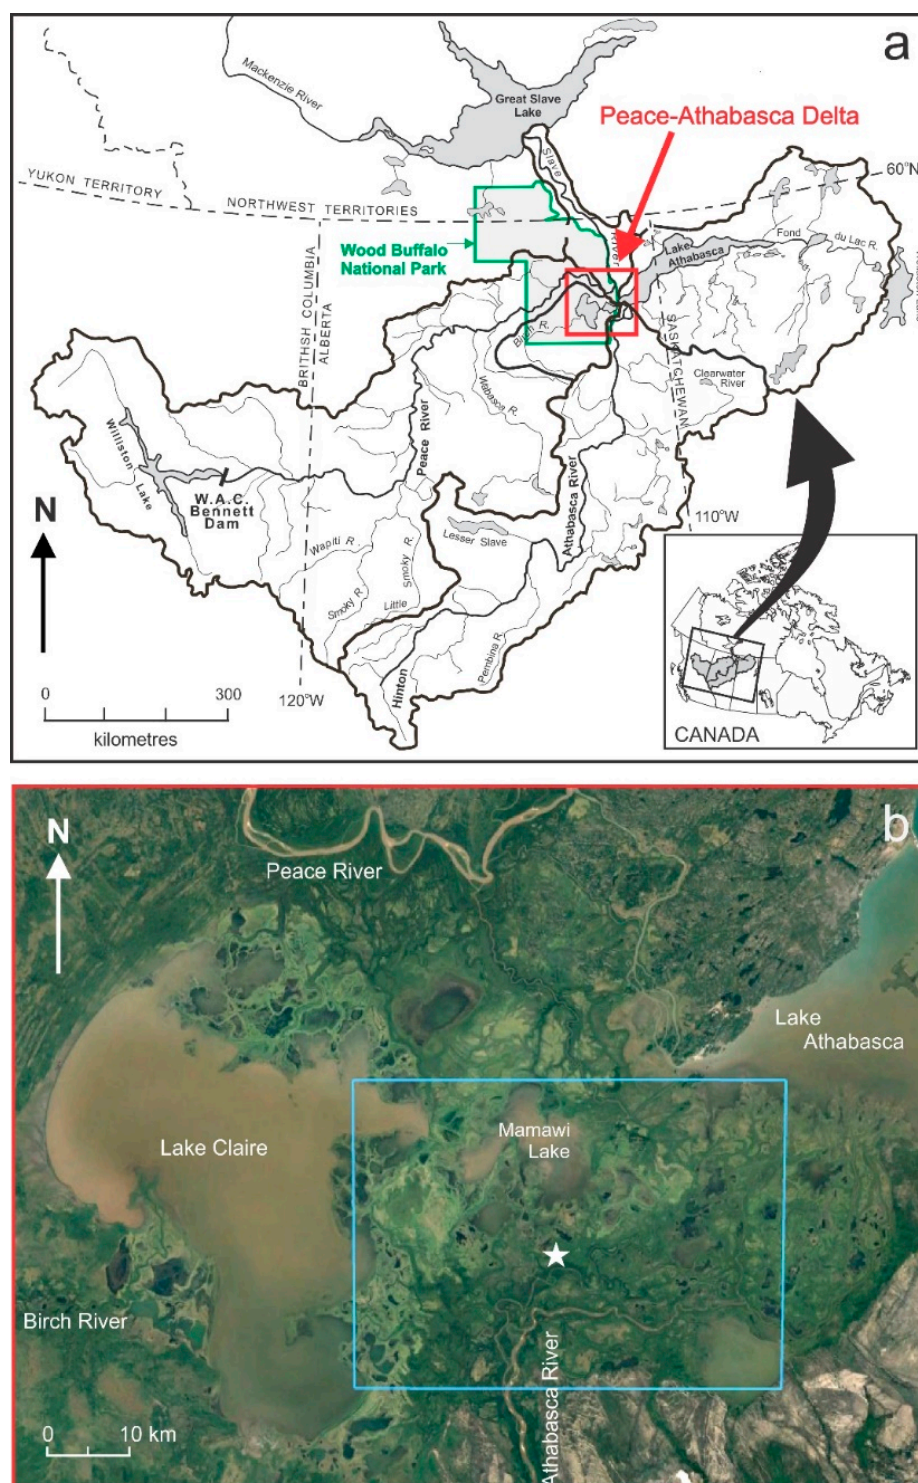 a
Mackenzie River
Great Slave
Lake
Peace-Athabasca Delta
Slave
River
60°N
YUKON TERRITORY
NORTHWEST TERRITORIES
Wood Buffalo
National Park
Lake
Athabasca
Fond
du Lac R.
BRITHSH COLUMBIA
ALBERTA
SASKATCHEWAN
Birch R.
Clearwater
River
Wabasca R.
Peace River
Williston
Lake
W.A.C.
Bennett
Dam
Athabasca River
N
110°W
Wapiti R.
Smoky R.
Lesser Slave
Smoky R.
Little
Pembina R.
Hinton
0
300
120°W
kilometres
CANADA
b
N
Peace River
Lake
Athabasca
Mamawi
Lake
Lake Claire
Birch River
Athabasca River
0
10 km